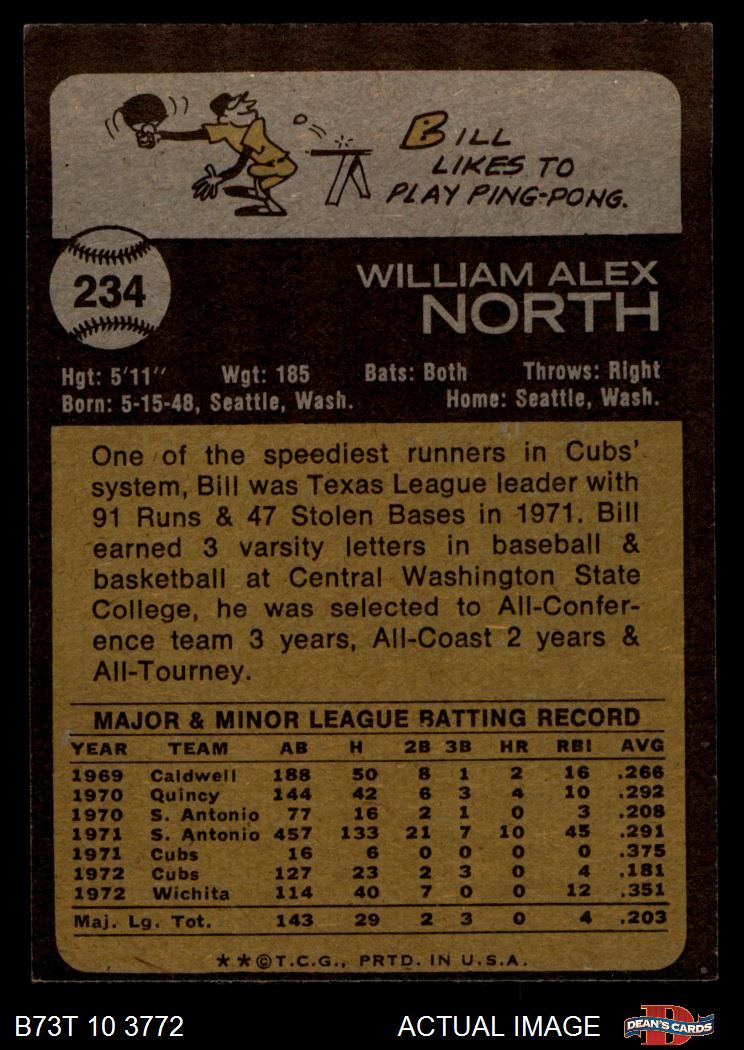 BILL
LIKES TO
PLAY PING-PONG.
234
WILLIAM ALEX
NORTH
Hgt: 5'11" Wgt: 185 Bats: Both Throws: Right
Born: 5-15-48, Seattle, Wash. Home: Seattle, Wash.
One of the speediest runners in Cubs'
system, Bill was Texas League leader with
91 Runs & 47 Stolen Bases in 1971. Bill
earned 3 varsity letters in baseball &
basketball at Central Washington State
College, he was selected to All-Confer-
ence team 3 years, All-Coast 2 years &
All-Tourney.
MAJOR & MINOR LEAGUE BATTING RECORD
YEAR TEAM AB H 2B 3B HR RBI AVG
1969 Caldwell 188 50 8 1 2 16 .266
1970 Quincy 144 42 6 3 4 10 .292
1970 S. Antonio 77 16 2 1 0 3 .208
1971 S. Antonio 457 133 21 7 10 45 .291
1971 Cubs 16 6 0 0 0 0 .375
1972 Cubs 127 23 2 3 0 4 .181
1972 Wichita 114 40 7 0 0 12 .351
Maj. Lg. Tot. 143 29 2 3 0 4 .203
**©T.C.G., PRTD. IN U.S.A.
B73T 10 3772 ACTUAL IMAGE DEAN'S CARDS